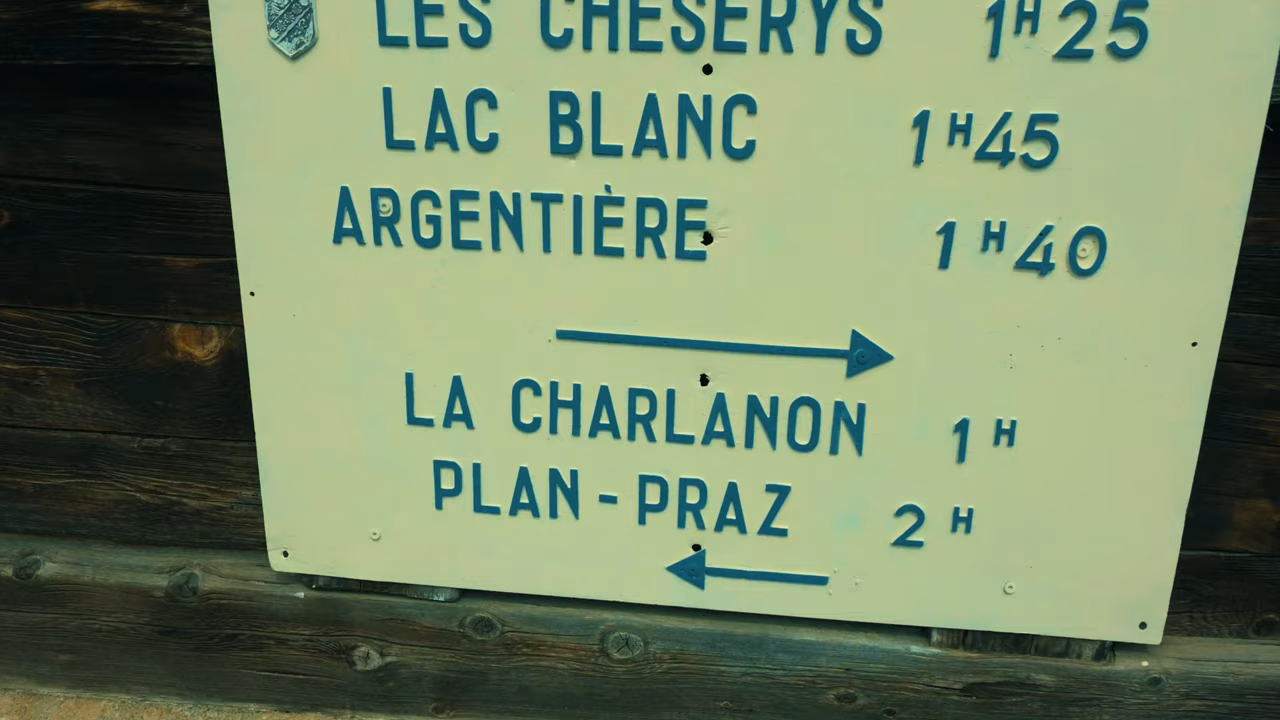 LES CHESERYS 1H25
LAC BLANC 1H45
ARGENTIÈRE 1H40
LA CHARLANON 1H
PLAN-PRAZ 2H